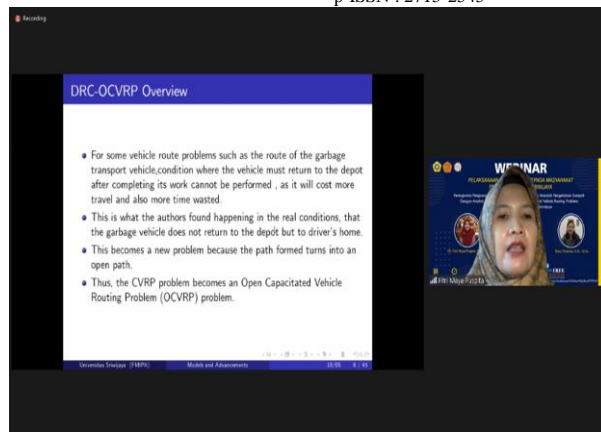 p-ISSN : 2715-2545
Recording
DRC-OCVRP Overview
For some vehicle route problems such as the route of the garbage
transport vehicle,condition where the vehicle must return to the depot
after completing its work cannot be performed , as it will cost more
travel and also more time wasted.
This is what the authors found happening in the real conditions, that
the garbage vehicle does not return to the depot but to driver's home.
This becomes a new problem because the path formed turns into an
open path.
Thus, the CVRP problem becomes an Open Capacitated Vehicle
Routing Problem (OCVRP) problem.
Universitas Sriwijaya (FMIPA)
Models and Advancements
8 / 45
WEBINAR
Fitri Maya Puspita